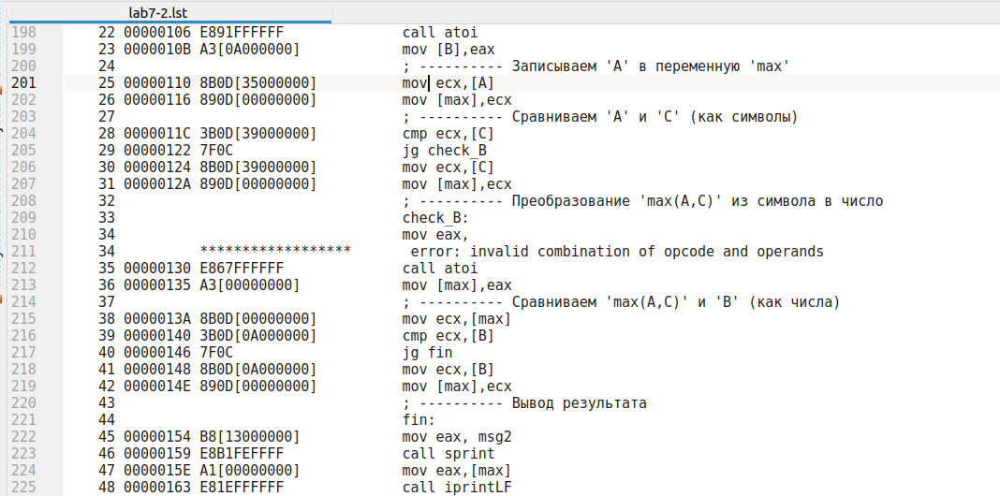 lab7-2.lst
198 22 00000106 E891FFFFFF call atoi
199 23 0000010B A3[0A000000] mov [B],eax
200 24 ; ---------- Записываем 'A' в переменную 'max'
201 25 00000110 8B0D[35000000] mov ecx,[A]
202 26 00000116 890D[00000000] mov [max],ecx
203 27 ; ---------- Сравниваем 'A' и 'C' (как символы)
204 28 0000011C 3B0D[39000000] cmp ecx,[C]
205 29 00000122 7F0C jg check_B
206 30 00000124 8B0D[39000000] mov ecx,[C]
207 31 0000012A 890D[00000000] mov [max],ecx
208 32 ; ---------- Преобразование 'max(A,C)' из символа в число
209 33 check_B:
210 34 mov eax,
211 34 ****************** error: invalid combination of opcode and operands
212 35 00000130 E867FFFFFF call atoi
213 36 00000135 A3[00000000] mov [max],eax
214 37 ; ---------- Сравниваем 'max(A,C)' и 'B' (как числа)
215 38 0000013A 8B0D[00000000] mov ecx,[max]
216 39 00000140 3B0D[0A000000] cmp ecx,[B]
217 40 00000146 7F0C jg fin
218 41 00000148 8B0D[0A000000] mov ecx,[B]
219 42 0000014E 890D[00000000] mov [max],ecx
220 43 ; ---------- Вывод результата
221 44 fin:
222 45 00000154 B8[13000000] mov eax, msg2
223 46 00000159 E8B1FEFFFF call sprint
224 47 0000015E A1[00000000] mov eax,[max]
225 48 00000163 E81EFFFFFF call iprintLF